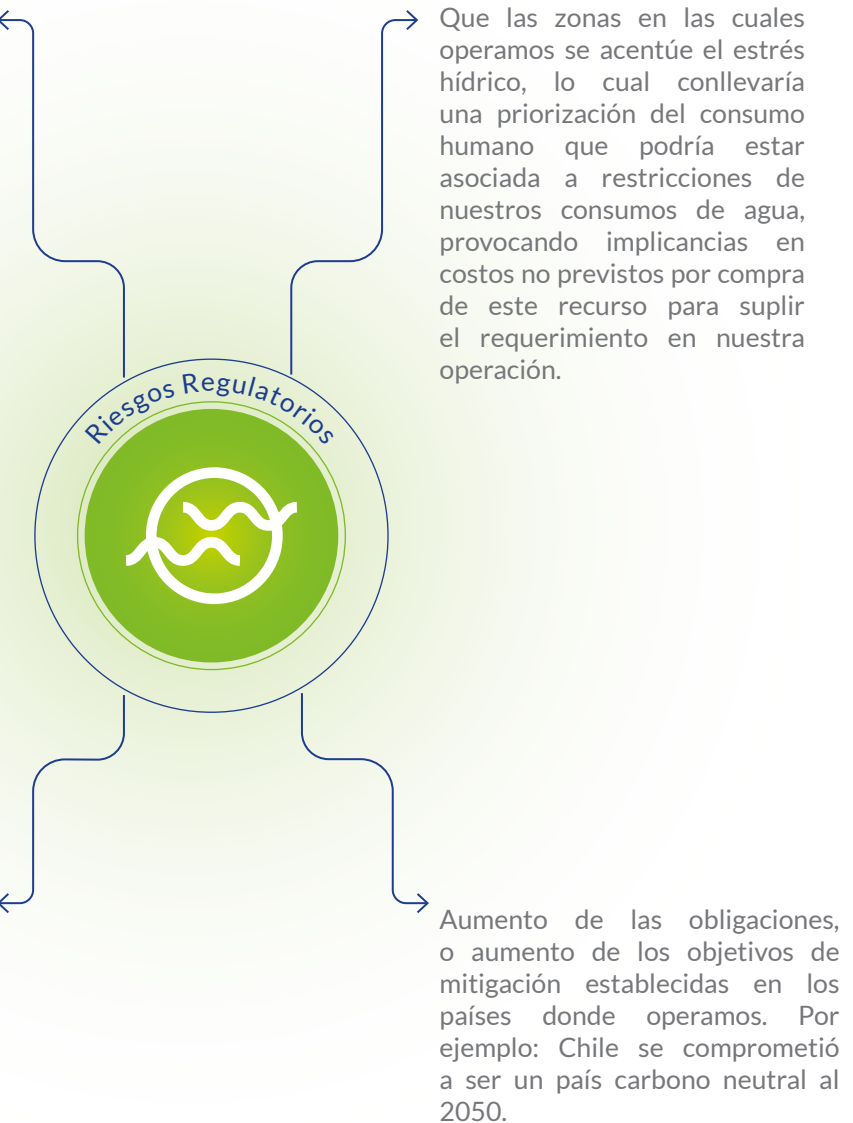 Que las zonas en las cuales
operamos se acentúe el estrés
hídrico, lo cual conllevaría
una priorización del consumo
humano que podría estar
asociada a restricciones de
nuestros consumos de agua,
provocando implicancias en
costos no previstos por compra
de este recurso para suplir
el requerimiento en nuestra
operación.
Riesgos Regulatorios
Aumento de las obligaciones,
o aumento de los objetivos de
mitigación establecidas en los
países donde operamos. Por
ejemplo: Chile se comprometió
a ser un país carbono neutral al
2050.